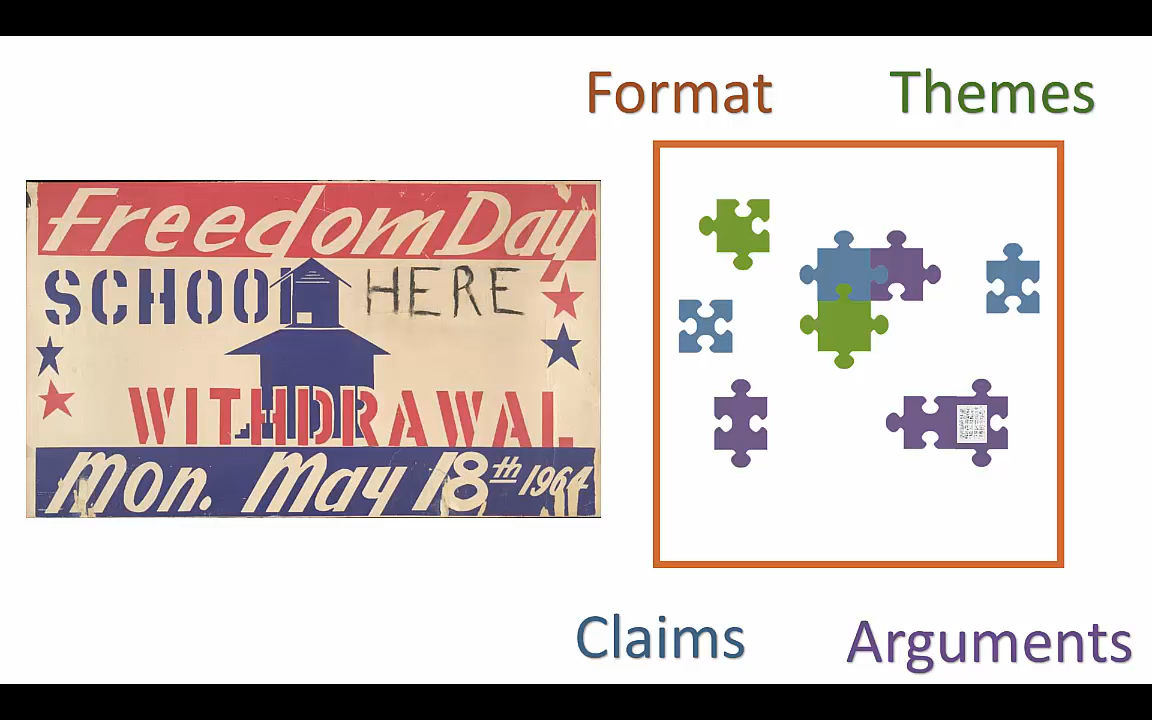 Format Themes
Freedom Day
SCHOOL HERE
WITHDRAWAL
Mon. May 18th 1964
Claims Arguments